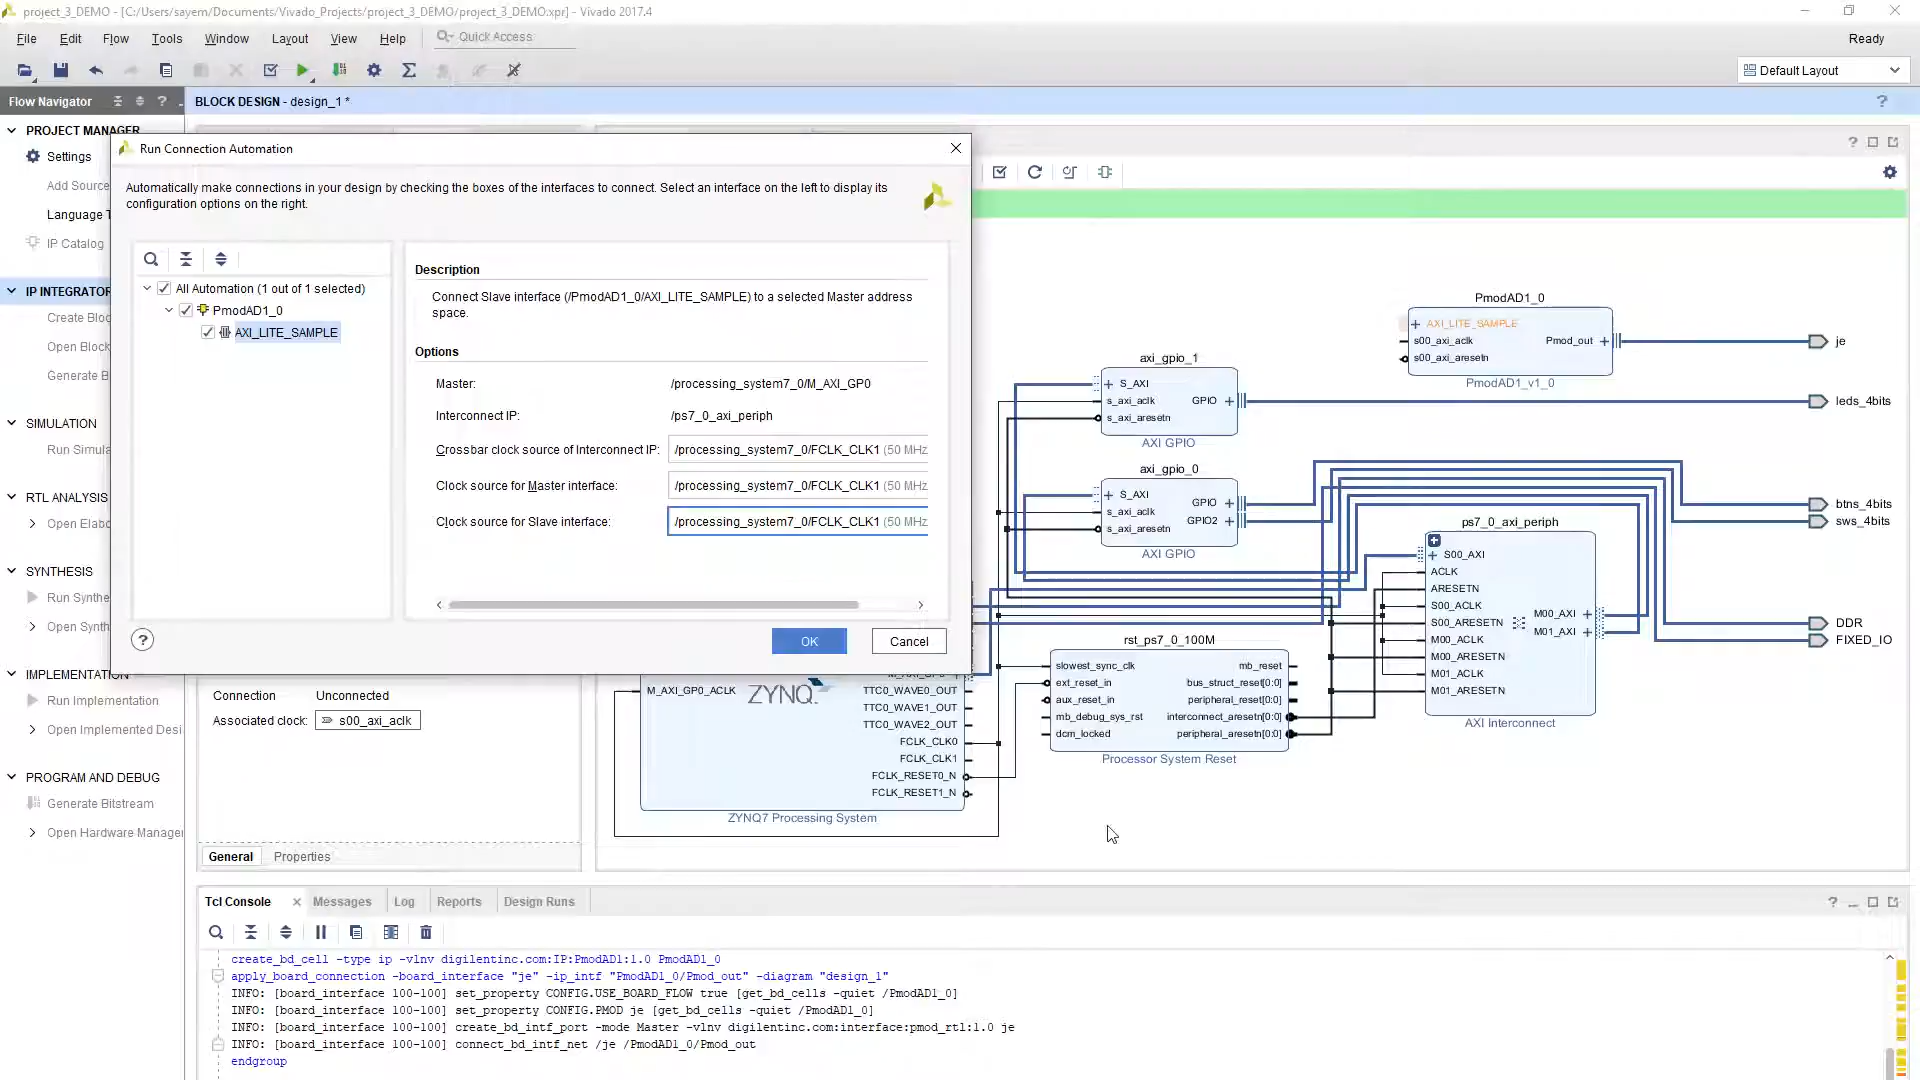 project_3_DEMO - [C:/Users/sayem/Documents/Vivado_Projects/project_3_DEMO/project_3_DEMO.xpr] - Vivado 2017.4
File Edit Flow Tools Window Layout View Help Quick Access
Ready
Default Layout
Flow Navigator
BLOCK DESIGN - design_1 *
PROJECT MANAGER
Settings
Add Source
Language T
IP Catalog
IP INTEGRATOR
Create Bloc
Open Block
Generate B
SIMULATION
Run Simula
RTL ANALYSIS
Open Elabo
SYNTHESIS
Run Synthe
Open Synth
IMPLEMENTATION
Run Implementation
Open Implemented Desi
PROGRAM AND DEBUG
Generate Bitstream
Open Hardware Manager
Run Connection Automation
Automatically make connections in your design by checking the boxes of the interfaces to connect. Select an interface on the left to display its
configuration options on the right.
All Automation (1 out of 1 selected)
PmodAD1_0
AXI_LITE_SAMPLE
Description
Connect Slave interface (/PmodAD1_0/AXI_LITE_SAMPLE) to a selected Master address
space.
Options
Master: /processing_system7_0/M_AXI_GP0
Interconnect IP: /ps7_0_axi_periph
Crossbar clock source of Interconnect IP: /processing_system7_0/FCLK_CLK1 (50 MHz
Clock source for Master interface: /processing_system7_0/FCLK_CLK1 (50 MHz
Clock source for Slave interface: /processing_system7_0/FCLK_CLK1 (50 MHz
OK
Cancel
Connection Unconnected
Associated clock: s00_axi_aclk
General Properties
PmodAD1_0
AXI_LITE_SAMPLE
s00_axi_aclk
s00_axi_aresetn
Pmod_out
PmodAD1_v1_0
je
axi_gpio_1
S_AXI
s_axi_aclk
s_axi_aresetn
GPIO
AXI GPIO
leds_4bits
axi_gpio_0
S_AXI
s_axi_aclk
s_axi_aresetn
GPIO
GPIO2
AXI GPIO
btns_4bits
sws_4bits
ps7_0_axi_periph
S00_AXI
ACLK
ARESETN
S00_ACLK
S00_ARESETN
M00_ACLK
M00_ARESETN
M01_ACLK
M01_ARESETN
M00_AXI
M01_AXI
AXI Interconnect
DDR
FIXED_IO
rst_ps7_0_100M
slowest_sync_clk
ext_reset_in
aux_reset_in
mb_debug_sys_rst
dcm_locked
mb_reset
bus_struct_reset[0:0]
peripheral_reset[0:0]
interconnect_aresetn[0:0]
peripheral_aresetn[0:0]
Processor System Reset
M_AXI_GP0_ACLK
ZYNQ
M_AXI_GP0
TTC0_WAVE0_OUT
TTC0_WAVE1_OUT
TTC0_WAVE2_OUT
FCLK_CLK0
FCLK_CLK1
FCLK_RESET0_N
FCLK_RESET1_N
ZYNQ7 Processing System
Tcl Console Messages Log Reports Design Runs
create_bd_cell -type ip -vlnv digilentinc.com:IP:PmodAD1:1.0 PmodAD1_0
apply_board_connection -board_interface "je" -ip_intf "PmodAD1_0/Pmod_out" -diagram "design_1"
INFO: [board_interface 100-100] set_property CONFIG.USE_BOARD_FLOW true [get_bd_cells -quiet /PmodAD1_0]
INFO: [board_interface 100-100] set_property CONFIG.PMOD je [get_bd_cells -quiet /PmodAD1_0]
INFO: [board_interface 100-100] create_bd_intf_port -mode Master -vlnv digilentinc.com:interface:pmod_rtl:1.0 je
INFO: [board_interface 100-100] connect_bd_intf_net /je /PmodAD1_0/Pmod_out
endgroup